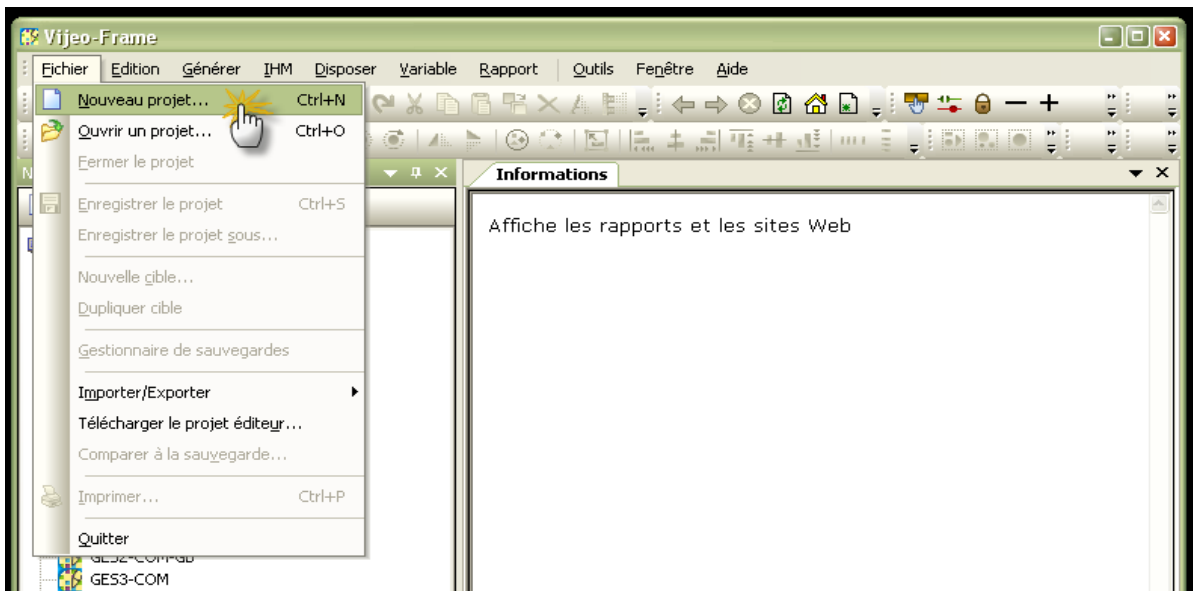 Vijeo-Frame
Fichier Edition Générer IHM Disposer Variable Rapport Outils Fenêtre Aide
Nouveau projet... Ctrl+N
Ouvrir un projet... Ctrl+O
Fermer le projet
Enregistrer le projet Ctrl+S
Enregistrer le projet sous...
Nouvelle cible...
Dupliquer cible
Gestionnaire de sauvegardes
Importer/Exporter
Télécharger le projet éditeur...
Comparer à la sauvegarde...
Imprimer... Ctrl+P
Quitter
GES3-COM
Informations
Affiche les rapports et les sites Web